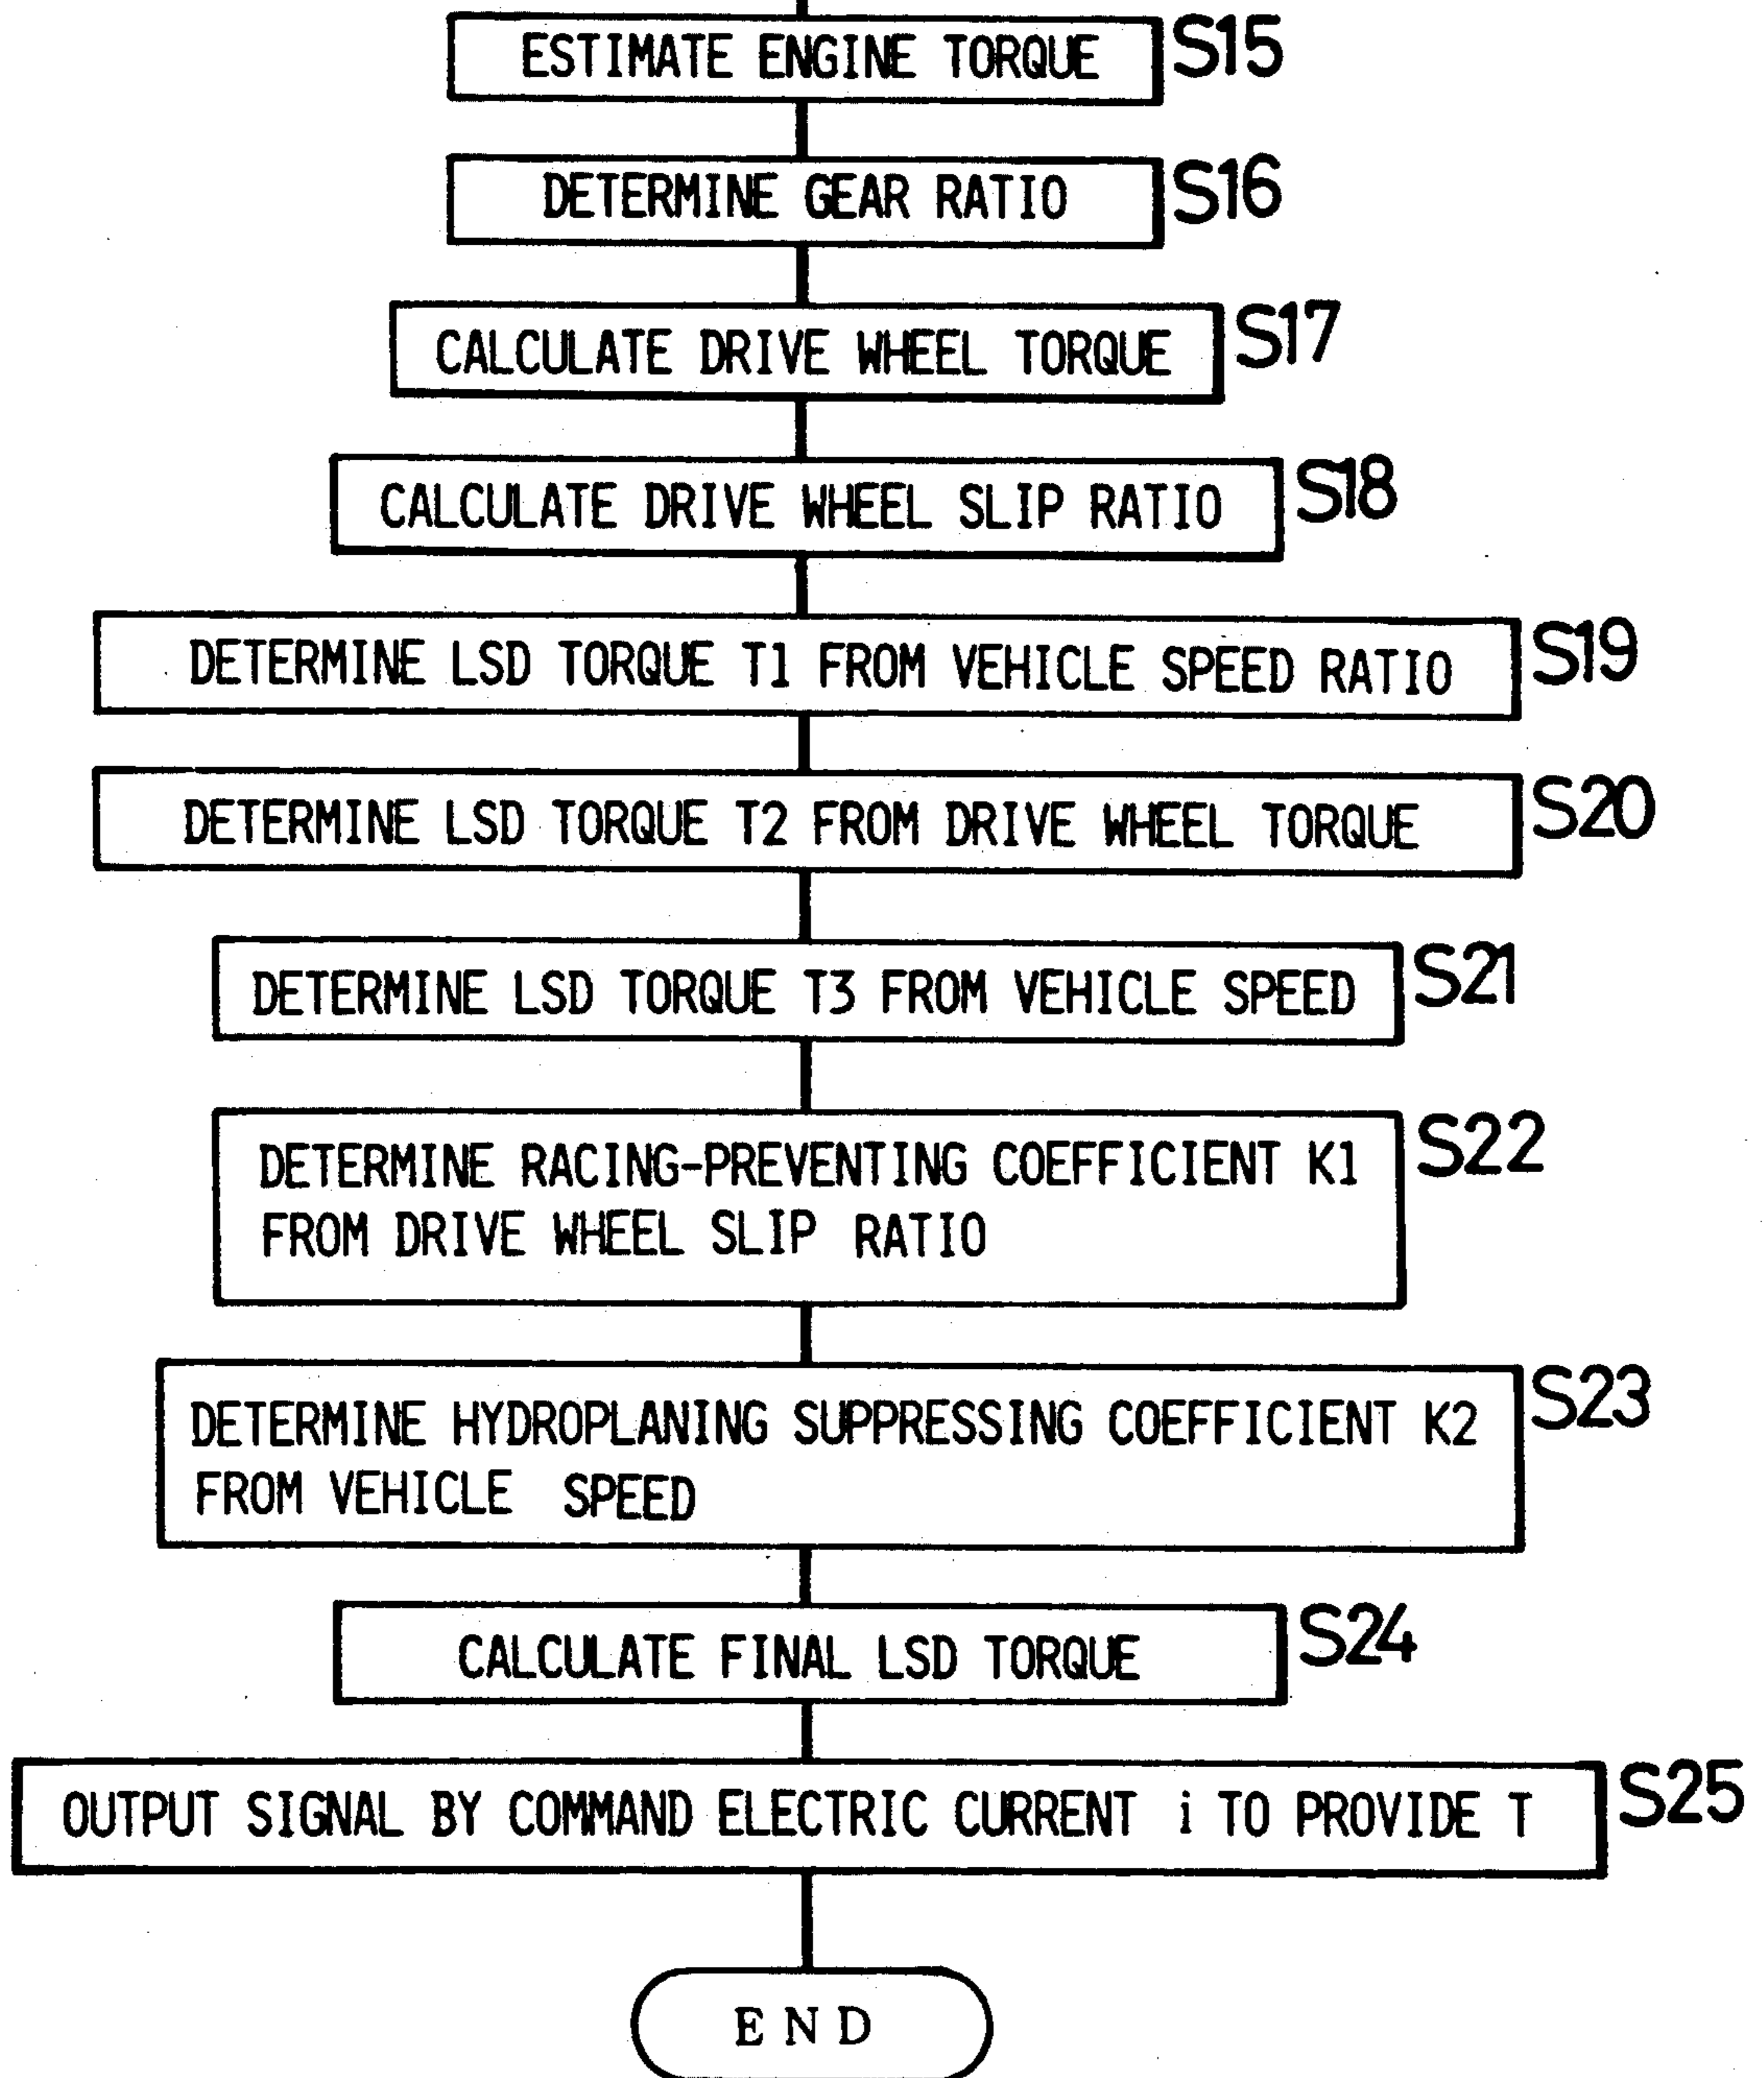 ESTIMATE ENGINE TORQUE S15
DETERMINE GEAR RATIO S16
CALCULATE DRIVE WHEEL TORQUE S17
CALCULATE DRIVE WHEEL SLIP RATIO S18
DETERMINE LSD TORQUE T1 FROM VEHICLE SPEED RATIO S19
DETERMINE LSD TORQUE T2 FROM DRIVE WHEEL TORQUE S20
DETERMINE LSD TORQUE T3 FROM VEHICLE SPEED S21
DETERMINE RACING-PREVENTING COEFFICIENT K1 S22
FROM DRIVE WHEEL SLIP RATIO
DETERMINE HYDROPLANING SUPPRESSING COEFFICIENT K2 S23
FROM VEHICLE SPEED
CALCULATE FINAL LSD TORQUE S24
OUTPUT SIGNAL BY COMMAND ELECTRIC CURRENT i TO PROVIDE T S25
END